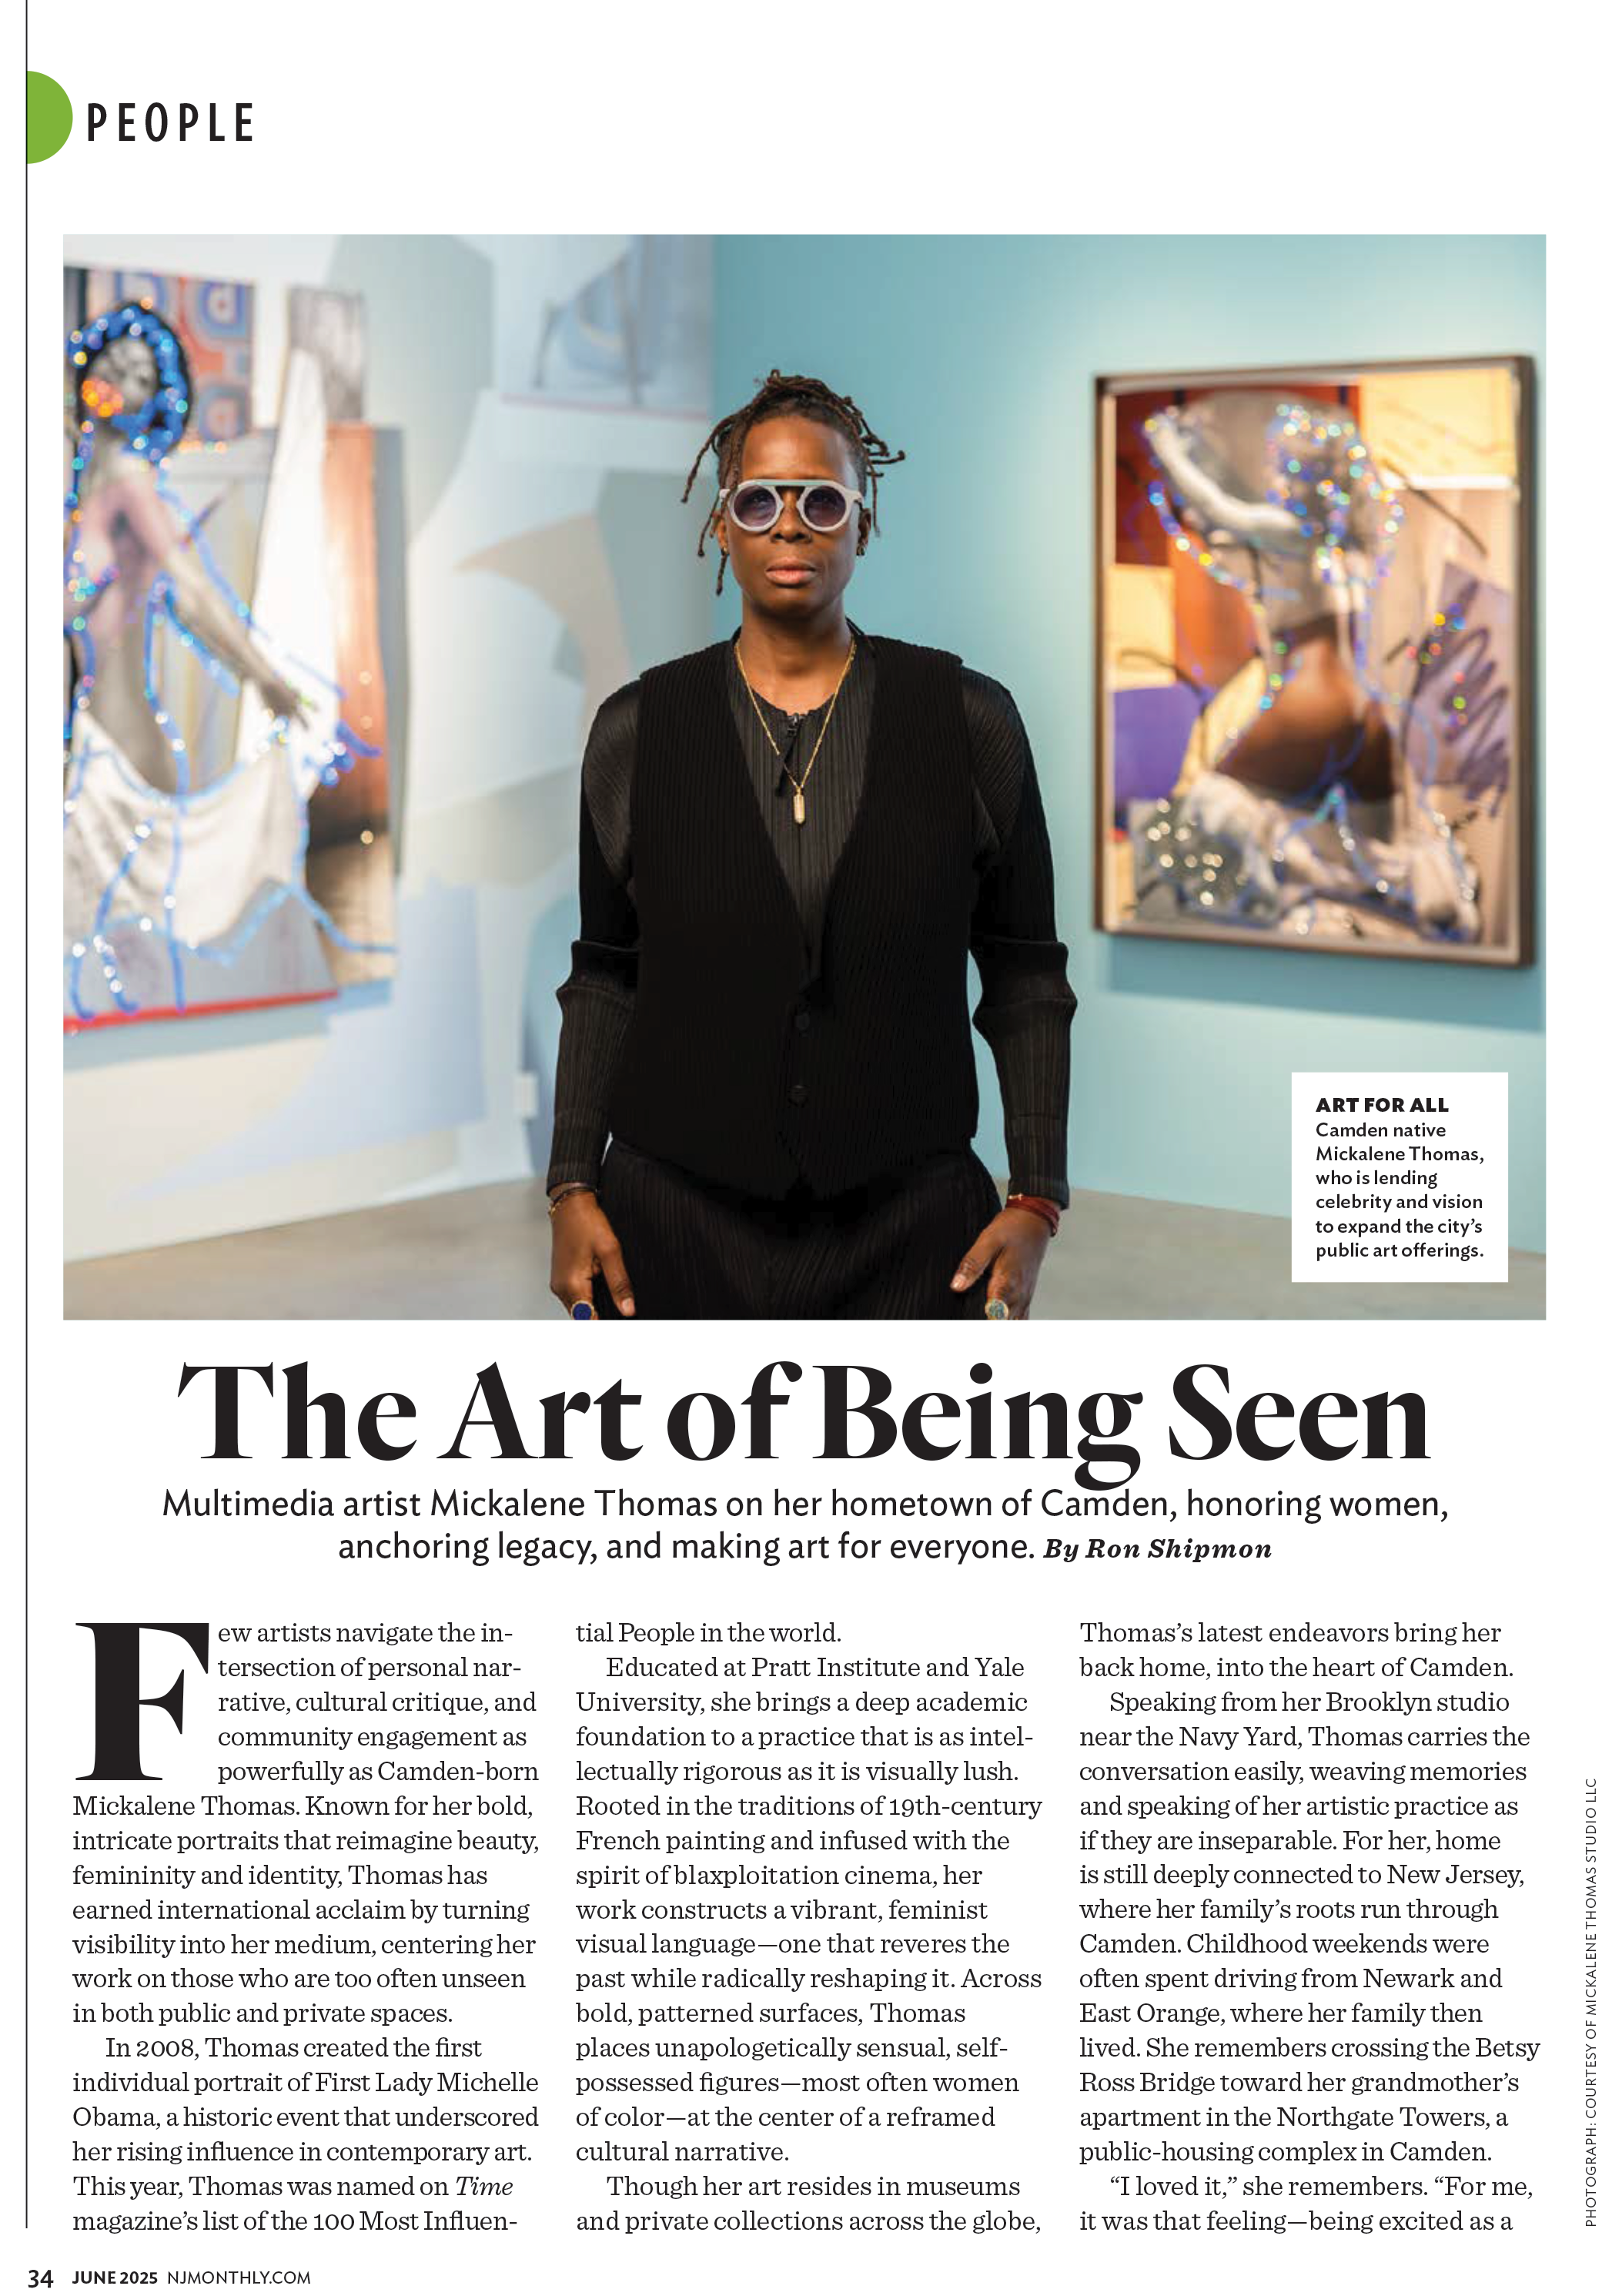 PEOPLE
ART FOR ALL
Camden native
Mickalene Thomas,
who is lending
celebrity and vision
to expand the city's
public art offerings.
The Art of Being Seen
Multimedia artist Mickalene Thomas on her hometown of Camden, honoring women,
anchoring legacy, and making art for everyone. By Ron Shipmon
Few artists navigate the in-
tersection of personal nar-
rative, cultural critique, and
community engagement as
powerfully as Camden-born
Mickalene Thomas. Known for her bold,
intricate portraits that reimagine beauty,
femininity and identity, Thomas has
earned international acclaim by turning
visibility into her medium, centering her
work on those who are too often unseen
in both public and private spaces.
In 2008, Thomas created the first
individual portrait of First Lady Michelle
Obama, a historic event that underscored
her rising influence in contemporary art.
This year, Thomas was named on Time
magazine's list of the 100 Most Influen-
tial People in the world.
Educated at Pratt Institute and Yale
University, she brings a deep academic
foundation to a practice that is as intel-
lectually rigorous as it is visually lush.
Rooted in the traditions of 19th-century
French painting and infused with the
spirit of blaxploitation cinema, her
work constructs a vibrant, feminist
visual language—one that reveres the
past while radically reshaping it. Across
bold, patterned surfaces, Thomas
places unapologetically sensual, self-
possessed figures—most often women
of color—at the center of a reframed
cultural narrative.
Though her art resides in museums
and private collections across the globe,
Thomas's latest endeavors bring her
back home, into the heart of Camden.
Speaking from her Brooklyn studio
near the Navy Yard, Thomas carries the
conversation easily, weaving memories
and speaking of her artistic practice as
if they are inseparable. For her, home
is still deeply connected to New Jersey,
where her family's roots run through
Camden. Childhood weekends were
often spent driving from Newark and
East Orange, where her family then
lived. She remembers crossing the Betsy
Ross Bridge toward her grandmother's
apartment in the Northgate Towers, a
public-housing complex in Camden.
"I loved it," she remembers. "For me,
it was that feeling—being excited as a
PHOTOGRAPH: COURTESY OF MICKALENE THOMAS STUDIO LLC
34 JUNE 2025 NJMONTHLY.COM